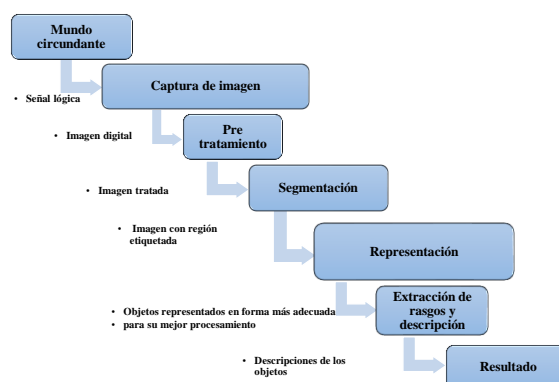 Mundo
circundante
Captura de imagen
• Señal lógica
Pre
tratamiento
• Imagen digital
Segmentación
• Imagen tratada
• Imagen con región
etiquetada
Representación
Extracción de
rasgos y
descripción
• Objetos representados en forma más adecuada
• para su mejor procesamiento
• Descripciones de los
objetos
Resultado